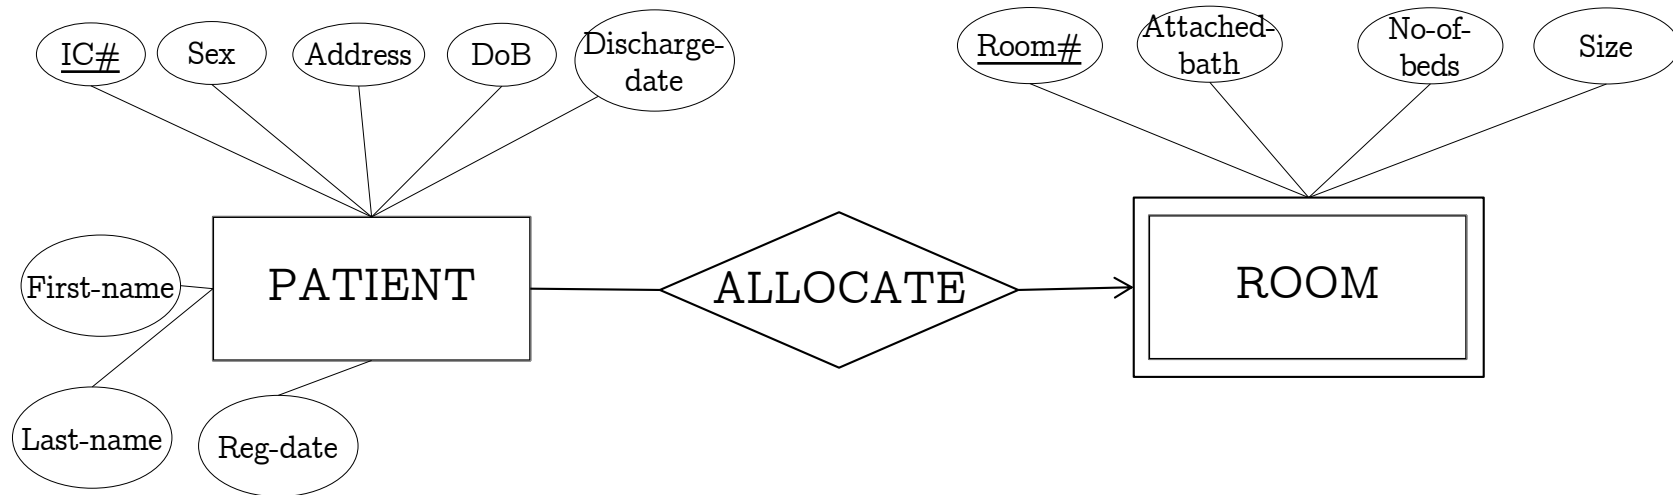 IC#
Sex
Address
DoB
Discharge-
date
Room#
Attached-
bath
No-of-
beds
Size
First-name
PATIENT
ALLOCATE
ROOM
Last-name
Reg-date